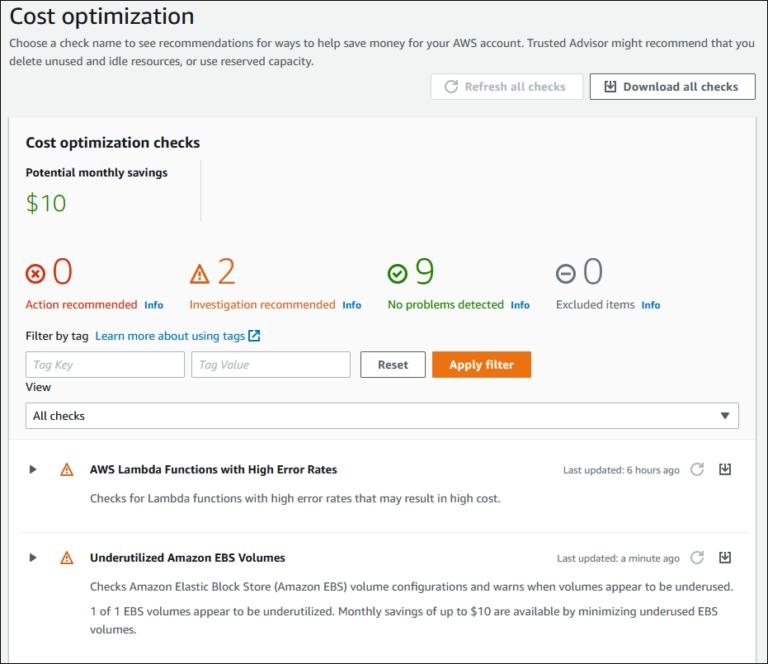 Cost optimization
Choose a check name to see recommendations for ways to help save money for your AWS account. Trusted Advisor might recommend that you
delete unused and idle resources, or use reserved capacity.
Refresh all checks
Download all checks
Cost optimization checks
Potential monthly savings
$10
0
2
9
0
Action recommended Info
Investigation recommended Info
No problems detected Info
Excluded items Info
Filter by tag Learn more about using tags
Tag Key
Tag Value
Reset
Apply filter
View
All checks
AWS Lambda Functions with High Error Rates
Last updated: 6 hours ago
Checks for Lambda functions with high error rates that may result in high cost.
Underutilized Amazon EBS Volumes
Last updated: a minute ago
Checks Amazon Elastic Block Store (Amazon EBS) volume configurations and warns when volumes appear to be underused.
1 of 1 EBS volumes appear to be underutilized. Monthly savings of up to $10 are available by minimizing underused EBS
volumes.